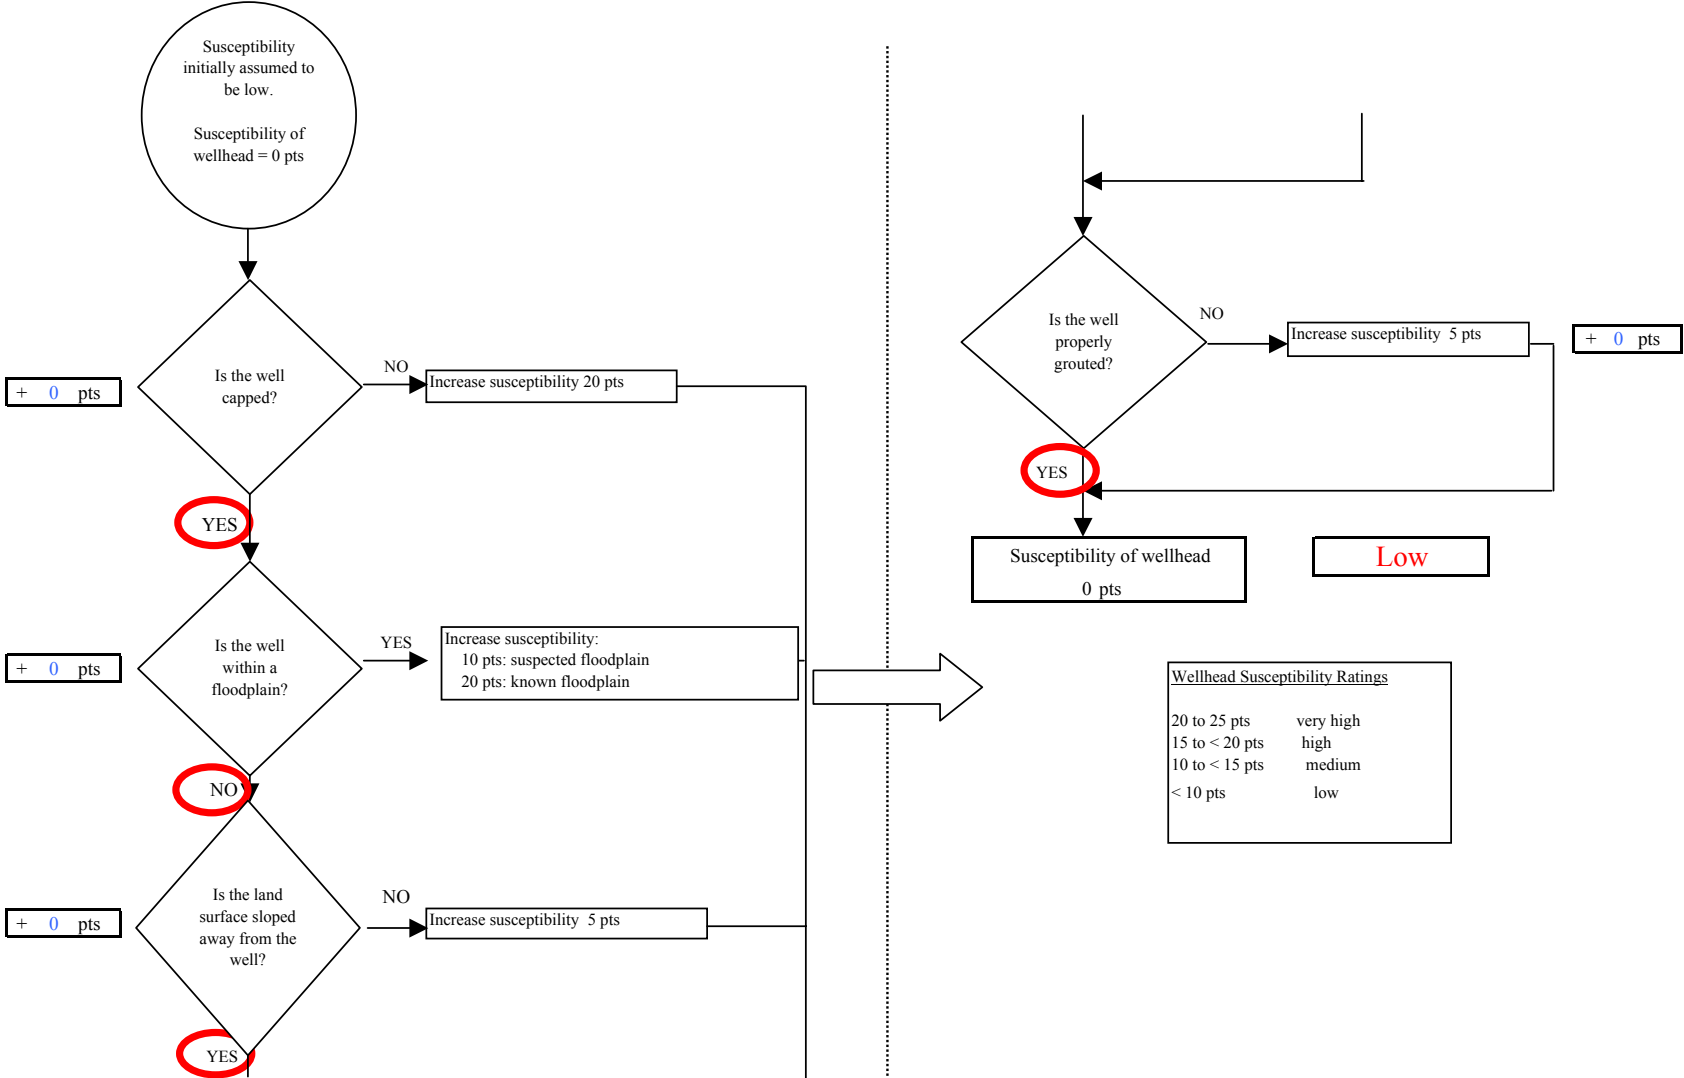 Susceptibility
initially assumed to
be low.
Susceptibility of
wellhead = 0 pts
Is the well
capped?
NO
Increase susceptibility 20 pts
+ 0 pts
YES
Is the well
within a
floodplain?
YES
Increase susceptibility:
10 pts: suspected floodplain
20 pts: known floodplain
+ 0 pts
NO
Is the land
surface sloped
away from the
well?
NO
Increase susceptibility 5 pts
+ 0 pts
YES
Is the well
properly
grouted?
NO
Increase susceptibility 5 pts
+ 0 pts
YES
Susceptibility of wellhead
0 pts
Low
Wellhead Susceptibility Ratings
20 to 25 pts very high
15 to < 20 pts high
10 to < 15 pts medium
< 10 pts low